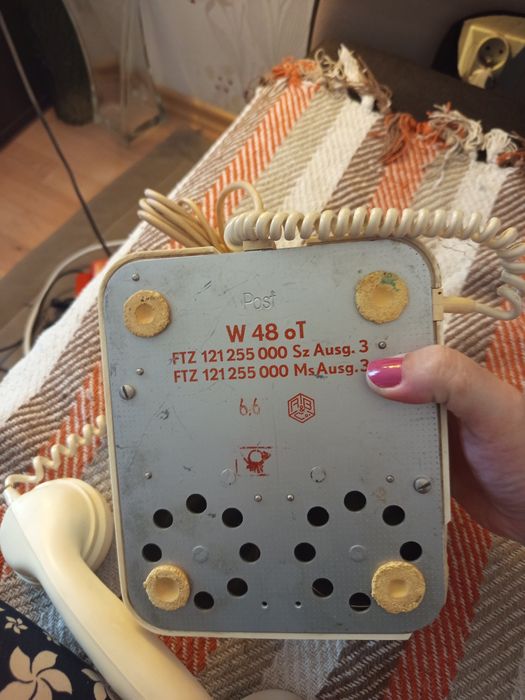 Post
W 48 oT
FTZ 121 255 000 Sz Ausg. 3
FTZ 121 255 000 Ms Ausg. 3
6.6